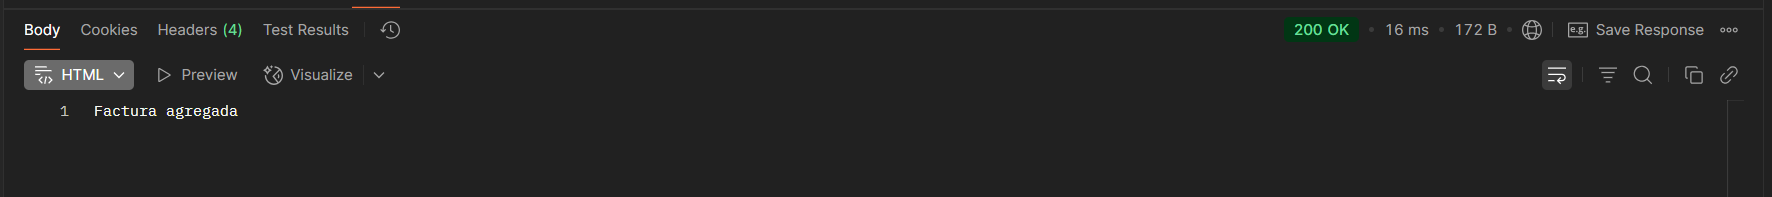 Body Cookies Headers (4) Test Results 200 OK • 16 ms • 172 B • e.g. Save Response
HTML Preview Visualize
1 Factura agregada